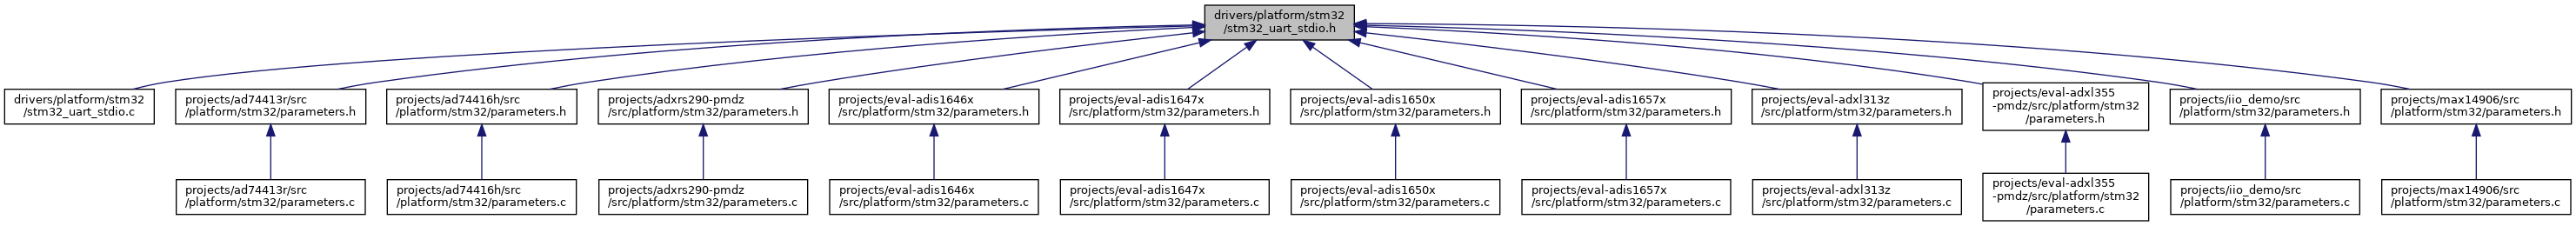 drivers/platform/stm32
/stm32_uart_stdio.h
drivers/platform/stm32
/stm32_uart_stdio.c
projects/ad74413r/src
/platform/stm32/parameters.h
projects/ad74416h/src
/platform/stm32/parameters.h
projects/adxrs290-pmdz
/src/platform/stm32/parameters.h
projects/eval-adis1646x
/src/platform/stm32/parameters.h
projects/eval-adis1647x
/src/platform/stm32/parameters.h
projects/eval-adis1650x
/src/platform/stm32/parameters.h
projects/eval-adis1657x
/src/platform/stm32/parameters.h
projects/eval-adxl313z
/src/platform/stm32/parameters.h
projects/eval-adxl355
-pmdz/src/platform/stm32
/parameters.h
projects/iio_demo/src
/platform/stm32/parameters.h
projects/max14906/src
/platform/stm32/parameters.h
projects/ad74413r/src
/platform/stm32/parameters.c
projects/ad74416h/src
/platform/stm32/parameters.c
projects/adxrs290-pmdz
/src/platform/stm32/parameters.c
projects/eval-adis1646x
/src/platform/stm32/parameters.c
projects/eval-adis1647x
/src/platform/stm32/parameters.c
projects/eval-adis1650x
/src/platform/stm32/parameters.c
projects/eval-adis1657x
/src/platform/stm32/parameters.c
projects/eval-adxl313z
/src/platform/stm32/parameters.c
projects/eval-adxl355
-pmdz/src/platform/stm32
/parameters.c
projects/iio_demo/src
/platform/stm32/parameters.c
projects/max14906/src
/platform/stm32/parameters.c